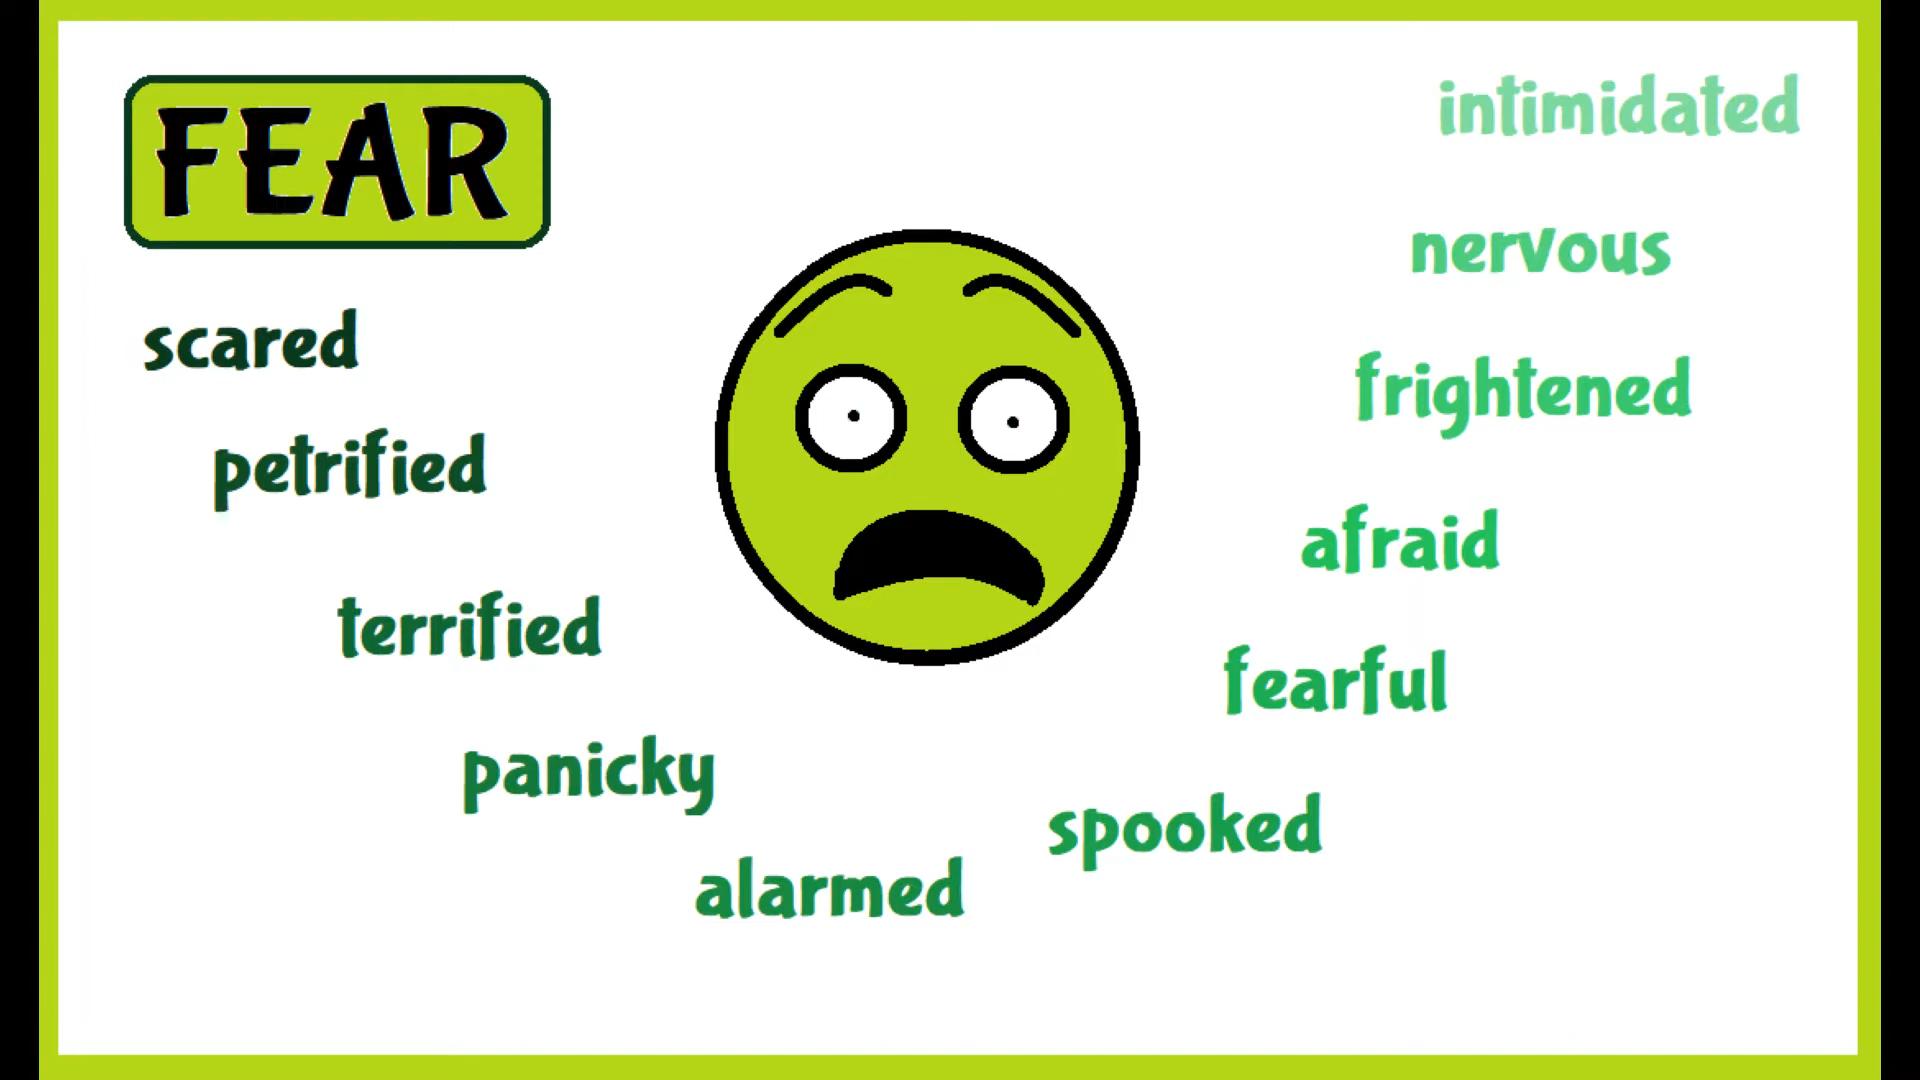 FEAR
scared
petrified
terrified
panicky
alarmed
spooked
fearful
afraid
frightened
nervous
intimidated